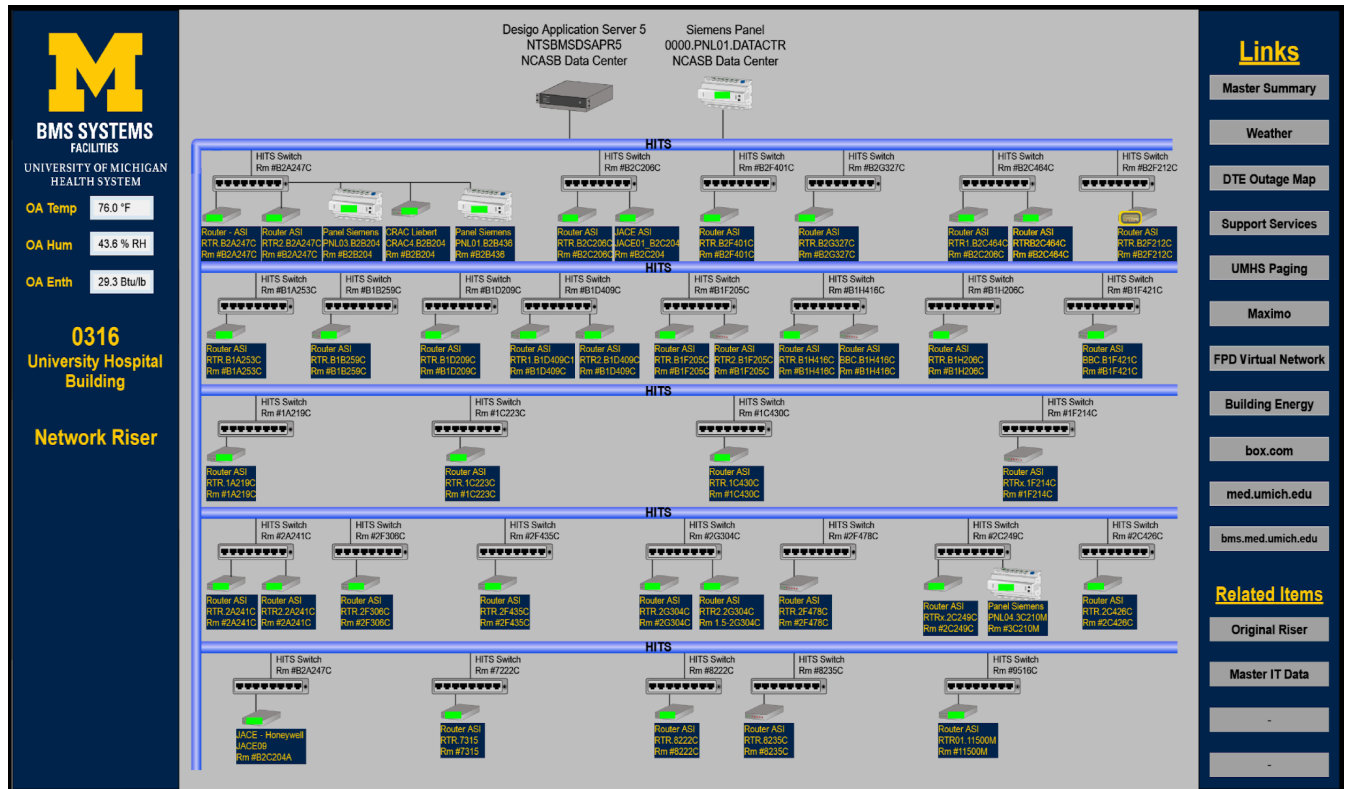 M
BMS SYSTEMS
FACILITIES
UNIVERSITY OF MICHIGAN
HEALTH SYSTEM
OA Temp 76.0 °F
OA Hum 43.6 % RH
OA Enth 29.3 Btu/lb
0316
University Hospital
Building
Network Riser
Desigo Application Server 5
NTSBMSDSAPR5
NCASB Data Center
Siemens Panel
0000.PNL01.DATACTR
NCASB Data Center
HITS
HITS Switch
Rm #B2A247C
HITS Switch
Rm #B2C206C
HITS Switch
Rm #B2F401C
HITS Switch
Rm #B2G327C
HITS Switch
Rm #B2C464C
HITS Switch
Rm #B2F212C
Router - ASI
RTR.B2A247C
Rm #B2A247C
Router ASI
RTR2.B2A247C
Rm #B2A247C
Panel Siemens
PNL03.B2B204
Rm #B2B204
CRAC Liebert
CRAC4.B2B204
Rm #B2B204
Panel Siemens
PNL01.B2B436
Rm #B2B436
Router ASI
RTR.B2C206C
Rm #B2C206C
JACE ASI
JACE01_B2C204
Rm #B2C204
Router ASI
RTR.B2F401C
Rm #B2F401C
Router ASI
RTR.B2G327C
Rm #B2G327C
Router ASI
RTR1.B2C464C
Rm #B2C206C
Router ASI
RTRB2C464C
Rm #B2C464C
Router ASI
RTR.B2F212C
Rm #B2F212C
HITS
HITS Switch
Rm #B1A253C
HITS Switch
Rm #B1B259C
HITS Switch
Rm #B1D209C
HITS Switch
Rm #B1D409C
HITS Switch
Rm #B1F205C
HITS Switch
Rm #B1H416C
HITS Switch
Rm #B1H206C
HITS Switch
Rm #B1F421C
Router ASI
RTR.B1A253C
Rm #B1A253C
Router ASI
RTR.B1B259C
Rm #B1B259C
Router ASI
RTR.B1D209C
Rm #B1D209C
Router ASI
RTR1.B1D409C1
Rm #B1D409C
Router ASI
RTR2.B1D409C
Rm #B1D409C
Router ASI
RTR.B1F205C
Rm #B1F205C
Router ASI
RTR2.B1F205C
Rm #B1F205C
Router ASI
RTR.B1H416C
Rm #B1H416C
Router ASI
BBC.B1H416C
Rm #B1H416C
Router ASI
RTR.B1H206C
Rm #B1H206C
Router ASI
BBC.B1F421C
Rm #B1F421C
HITS
HITS Switch
Rm #1A219C
HITS Switch
Rm #1C223C
HITS Switch
Rm #1C430C
HITS Switch
Rm #1F214C
Router ASI
RTR.1A219C
Rm #1A219C
Router ASI
RTR.1C223C
Rm #1C223C
Router ASI
RTR.1C430C
Rm #1C430C
Router ASI
RTRx.1F214C
Rm #1F214C
HITS
HITS Switch
Rm #2A241C
HITS Switch
Rm #2F306C
HITS Switch
Rm #2F435C
HITS Switch
Rm #2G304C
HITS Switch
Rm #2F478C
HITS Switch
Rm #2C249C
HITS Switch
Rm #2C426C
Router ASI
RTR.2A241C
Rm #2A241C
Router ASI
RTR2.2A241C
Rm #2A241C
Router ASI
RTR.2F306C
Rm #2F306C
Router ASI
RTR.2F435C
Rm #2F435C
Router ASI
RTR.2G304C
Rm #2G304C
Router ASI
RTR2.2G304C
Rm 1.5-2G304C
Router ASI
RTR.2F478C
Rm #2F478C
Router ASI
RTRx.2C249C
Rm #2C249C
Panel Siemens
PNL04.3C210M
Rm #3C210M
Router ASI
RTR.2C426C
Rm #2C426C
HITS
HITS Switch
Rm #B2A247C
HITS Switch
Rm #7222C
HITS Switch
Rm #8222C
HITS Switch
Rm #8235C
HITS Switch
Rm #9516C
JACE - Honeywell
JACE09
Rm #B2C204A
Router ASI
RTR.7315
Rm #7315
Router ASI
RTR.8222C
Rm #8222C
Router ASI
RTR.8235C
Rm #8235C
Router ASI
RTR01.11500M
Rm #11500M
Links
Master Summary
Weather
DTE Outage Map
Support Services
UMHS Paging
Maximo
FPD Virtual Network
Building Energy
box.com
med.umich.edu
bms.med.umich.edu
Related Items
Original Riser
Master IT Data
-
-